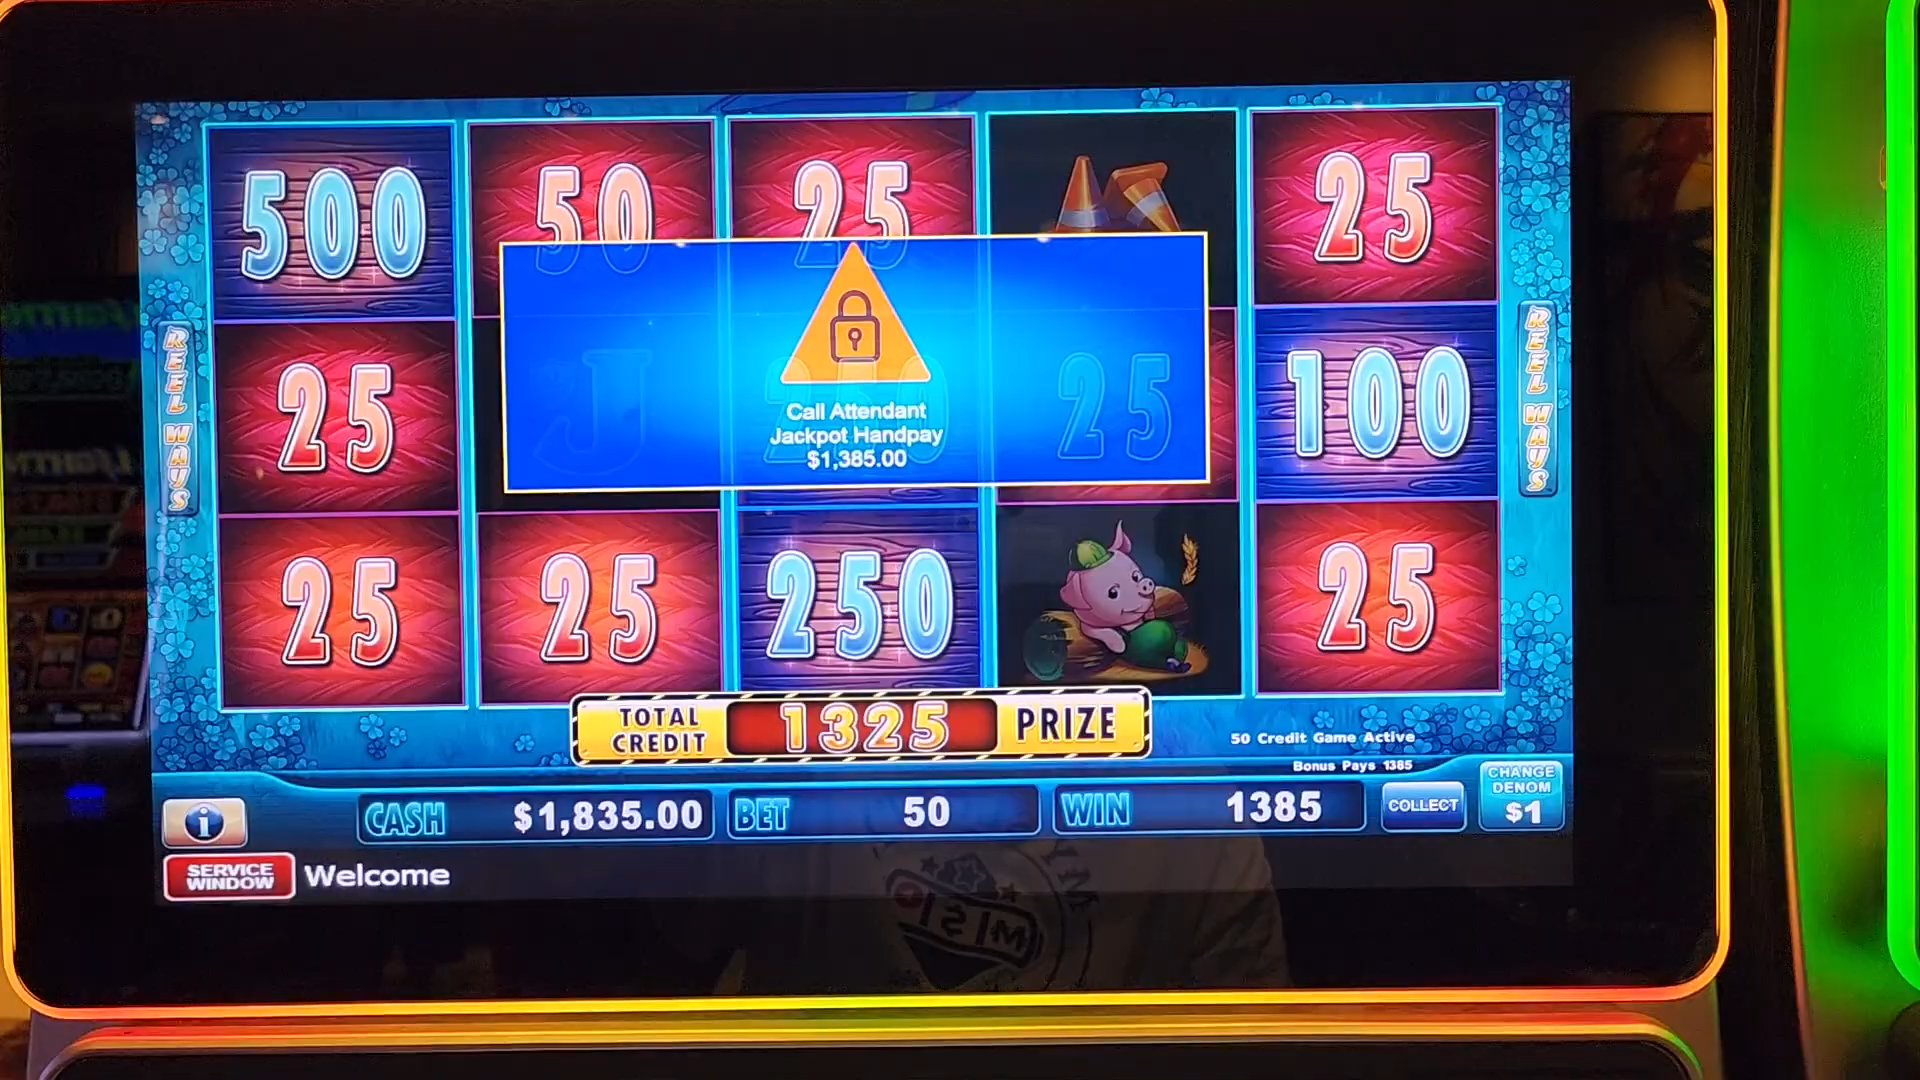 500 50 25 25
REEL WAYS
25 J 250 25 100
REEL WAYS
Call Attendant
Jackpot Handpay
$1,385.00
25 25 250 25
TOTAL CREDIT 1325 PRIZE
50 Credit Game Active
Bonus Pays 1385
CASH $1,835.00 BET 50 WIN 1385 COLLECT
CHANGE
DENOM
$1
SERVICE
WINDOW
Welcome